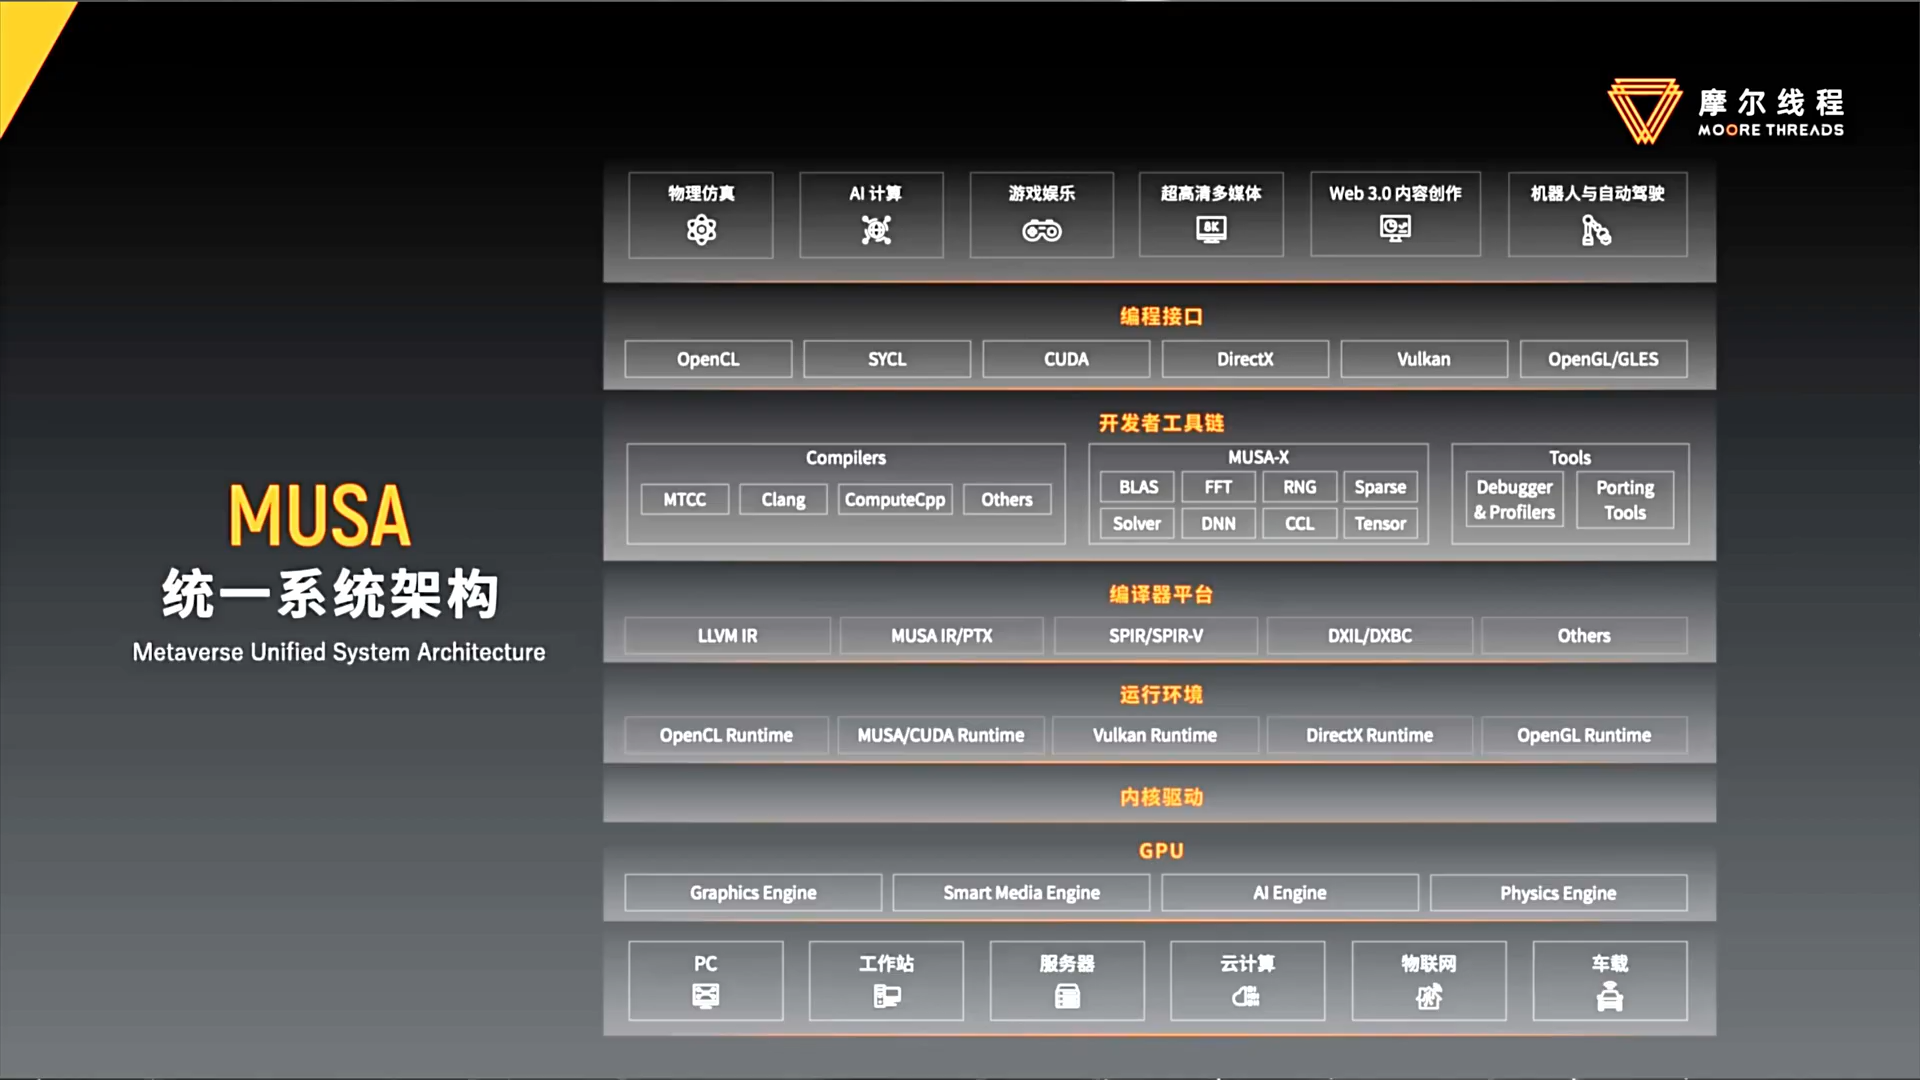 摩尔线程
MOORE THREADS
MUSA
统一系统架构
Metaverse Unified System Architecture
物理仿真
AI 计算
游戏娱乐
超高清多媒体
8K
Web 3.0 内容创作
机器人与自动驾驶
编程接口
OpenCL
SYCL
CUDA
DirectX
Vulkan
OpenGL/GLES
开发者工具链
Compilers
MTCC
Clang
ComputeCpp
Others
MUSA-X
BLAS
FFT
RNG
Sparse
Solver
DNN
CCL
Tensor
Tools
Debugger
& Profilers
Porting
Tools
编译器平台
LLVM IR
MUSA IR/PTX
SPIR/SPIR-V
DXIL/DXBC
Others
运行环境
OpenCL Runtime
MUSA/CUDA Runtime
Vulkan Runtime
DirectX Runtime
OpenGL Runtime
内核驱动
GPU
Graphics Engine
Smart Media Engine
AI Engine
Physics Engine
PC
工作站
服务器
云计算
物联网
车载